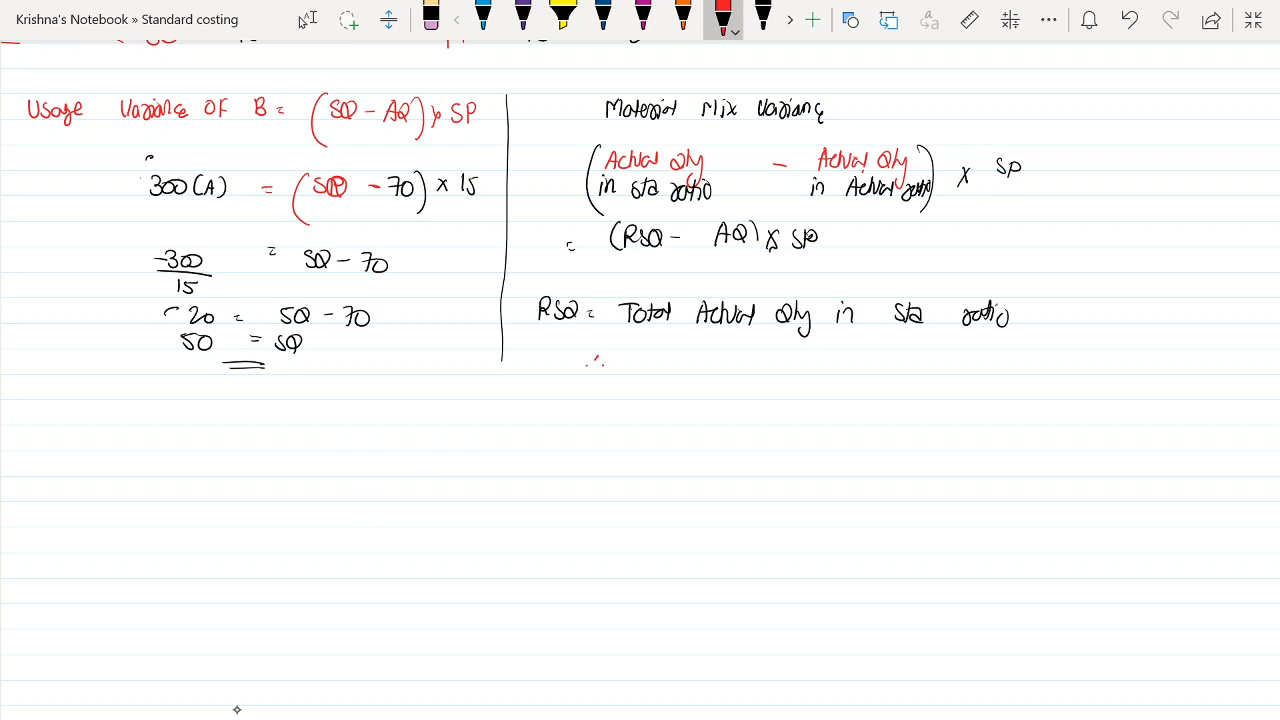 Krishna's Notebook » Standard costing
Usage Variance OF B = (SQ - AQ) x SP
300 (A) = (SQ - 70) x 15
-300 = SQ - 70
15
-20 = SQ - 70
50 = SQ
Material Mix Variance
(Actual Qty - Actual Qty) x SP
in Sta ratio in Actual ratio
= (RSQ - AQ) x SP
RSQ = Total Actual Qty in Sta ratio
∴